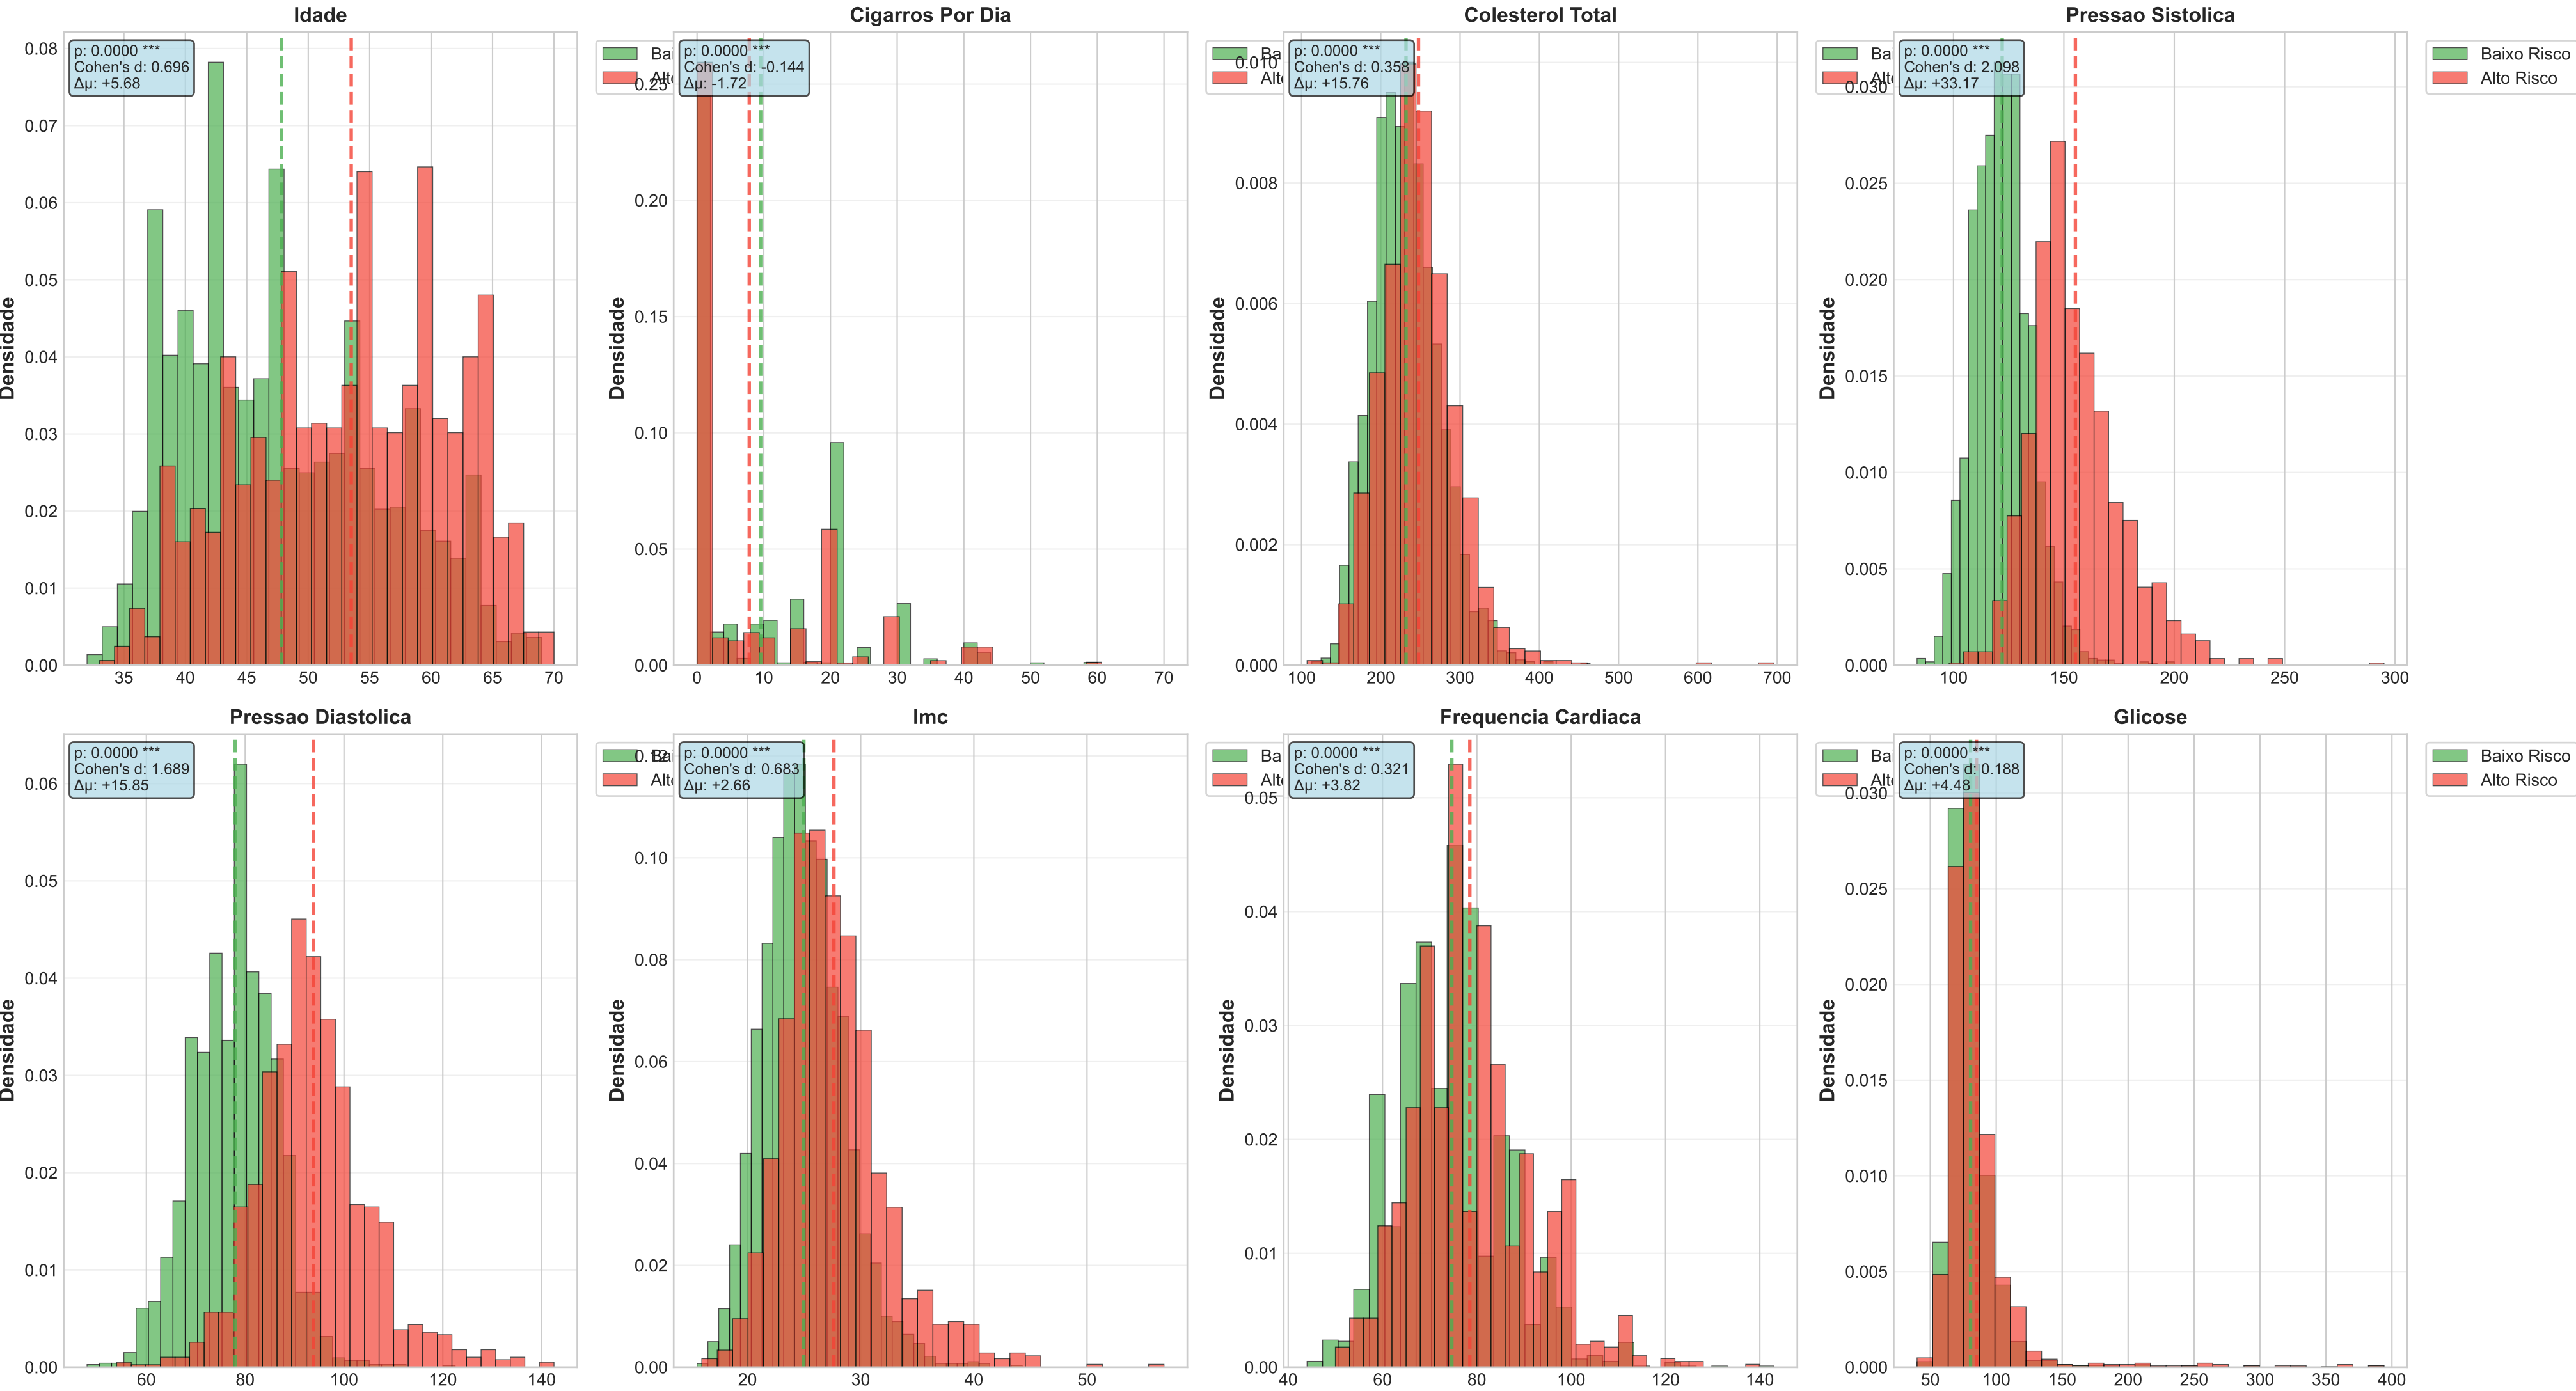 Idade
p: 0.0000 ***
Cohen's d: 0.696
Δμ: +5.68
Densidade
0.08
0.07
0.06
0.05
0.04
0.03
0.02
0.01
0.00
35 40 45 50 55 60 65 70
Cigarros Por Dia
p: 0.0000 ***
Cohen's d: -0.144
Δμ: -1.72
Densidade
0.25
0.20
0.15
0.10
0.05
0.00
0 10 20 30 40 50 60 70
Colesterol Total
p: 0.0000 ***
Cohen's d: 0.358
Δμ: +15.76
Densidade
0.010
0.008
0.006
0.004
0.002
0.000
100 200 300 400 500 600 700
Pressao Sistolica
p: 0.0000 ***
Cohen's d: 2.098
Δμ: +33.17
Baixo Risco
Alto Risco
Densidade
0.030
0.025
0.020
0.015
0.010
0.005
0.000
100 150 200 250 300
Pressao Diastolica
p: 0.0000 ***
Cohen's d: 1.689
Δμ: +15.85
Densidade
0.06
0.05
0.04
0.03
0.02
0.01
0.00
60 80 100 120 140
Imc
p: 0.0000 ***
Cohen's d: 0.683
Δμ: +2.66
Densidade
0.12
0.10
0.08
0.06
0.04
0.02
0.00
20 30 40 50
Frequencia Cardiaca
p: 0.0000 ***
Cohen's d: 0.321
Δμ: +3.82
Densidade
0.05
0.04
0.03
0.02
0.01
0.00
40 60 80 100 120 140
Glicose
p: 0.0000 ***
Cohen's d: 0.188
Δμ: +4.48
Baixo Risco
Alto Risco
Densidade
0.030
0.025
0.020
0.015
0.010
0.005
0.000
50 100 150 200 250 300 350 400